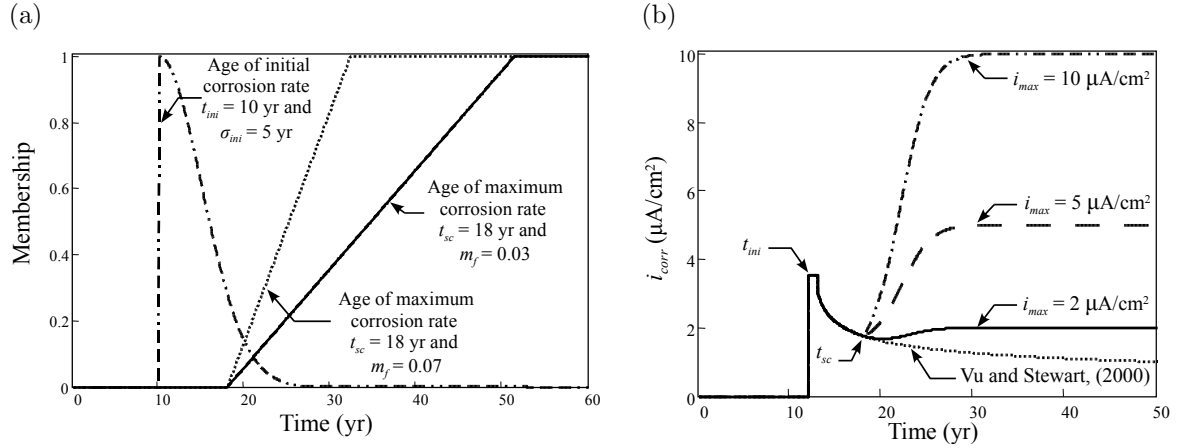 (a)
1
0.8
0.6
0.4
0.2
0
0
10
20
30
40
50
60
Membership
Time (yr)
Age of initial
corrosion rate
t_ini = 10 yr and
σ_ini = 5 yr
Age of maximum
corrosion rate
t_sc = 18 yr and
m_f = 0.03
Age of maximum
corrosion rate
t_sc = 18 yr and
m_f = 0.07
(b)
10
8
6
4
2
0
0
10
20
30
40
50
i_corr (μA/cm²)
Time (yr)
i_max = 10 μA/cm²
i_max = 5 μA/cm²
t_ini
i_max = 2 μA/cm²
t_sc
Vu and Stewart, (2000)